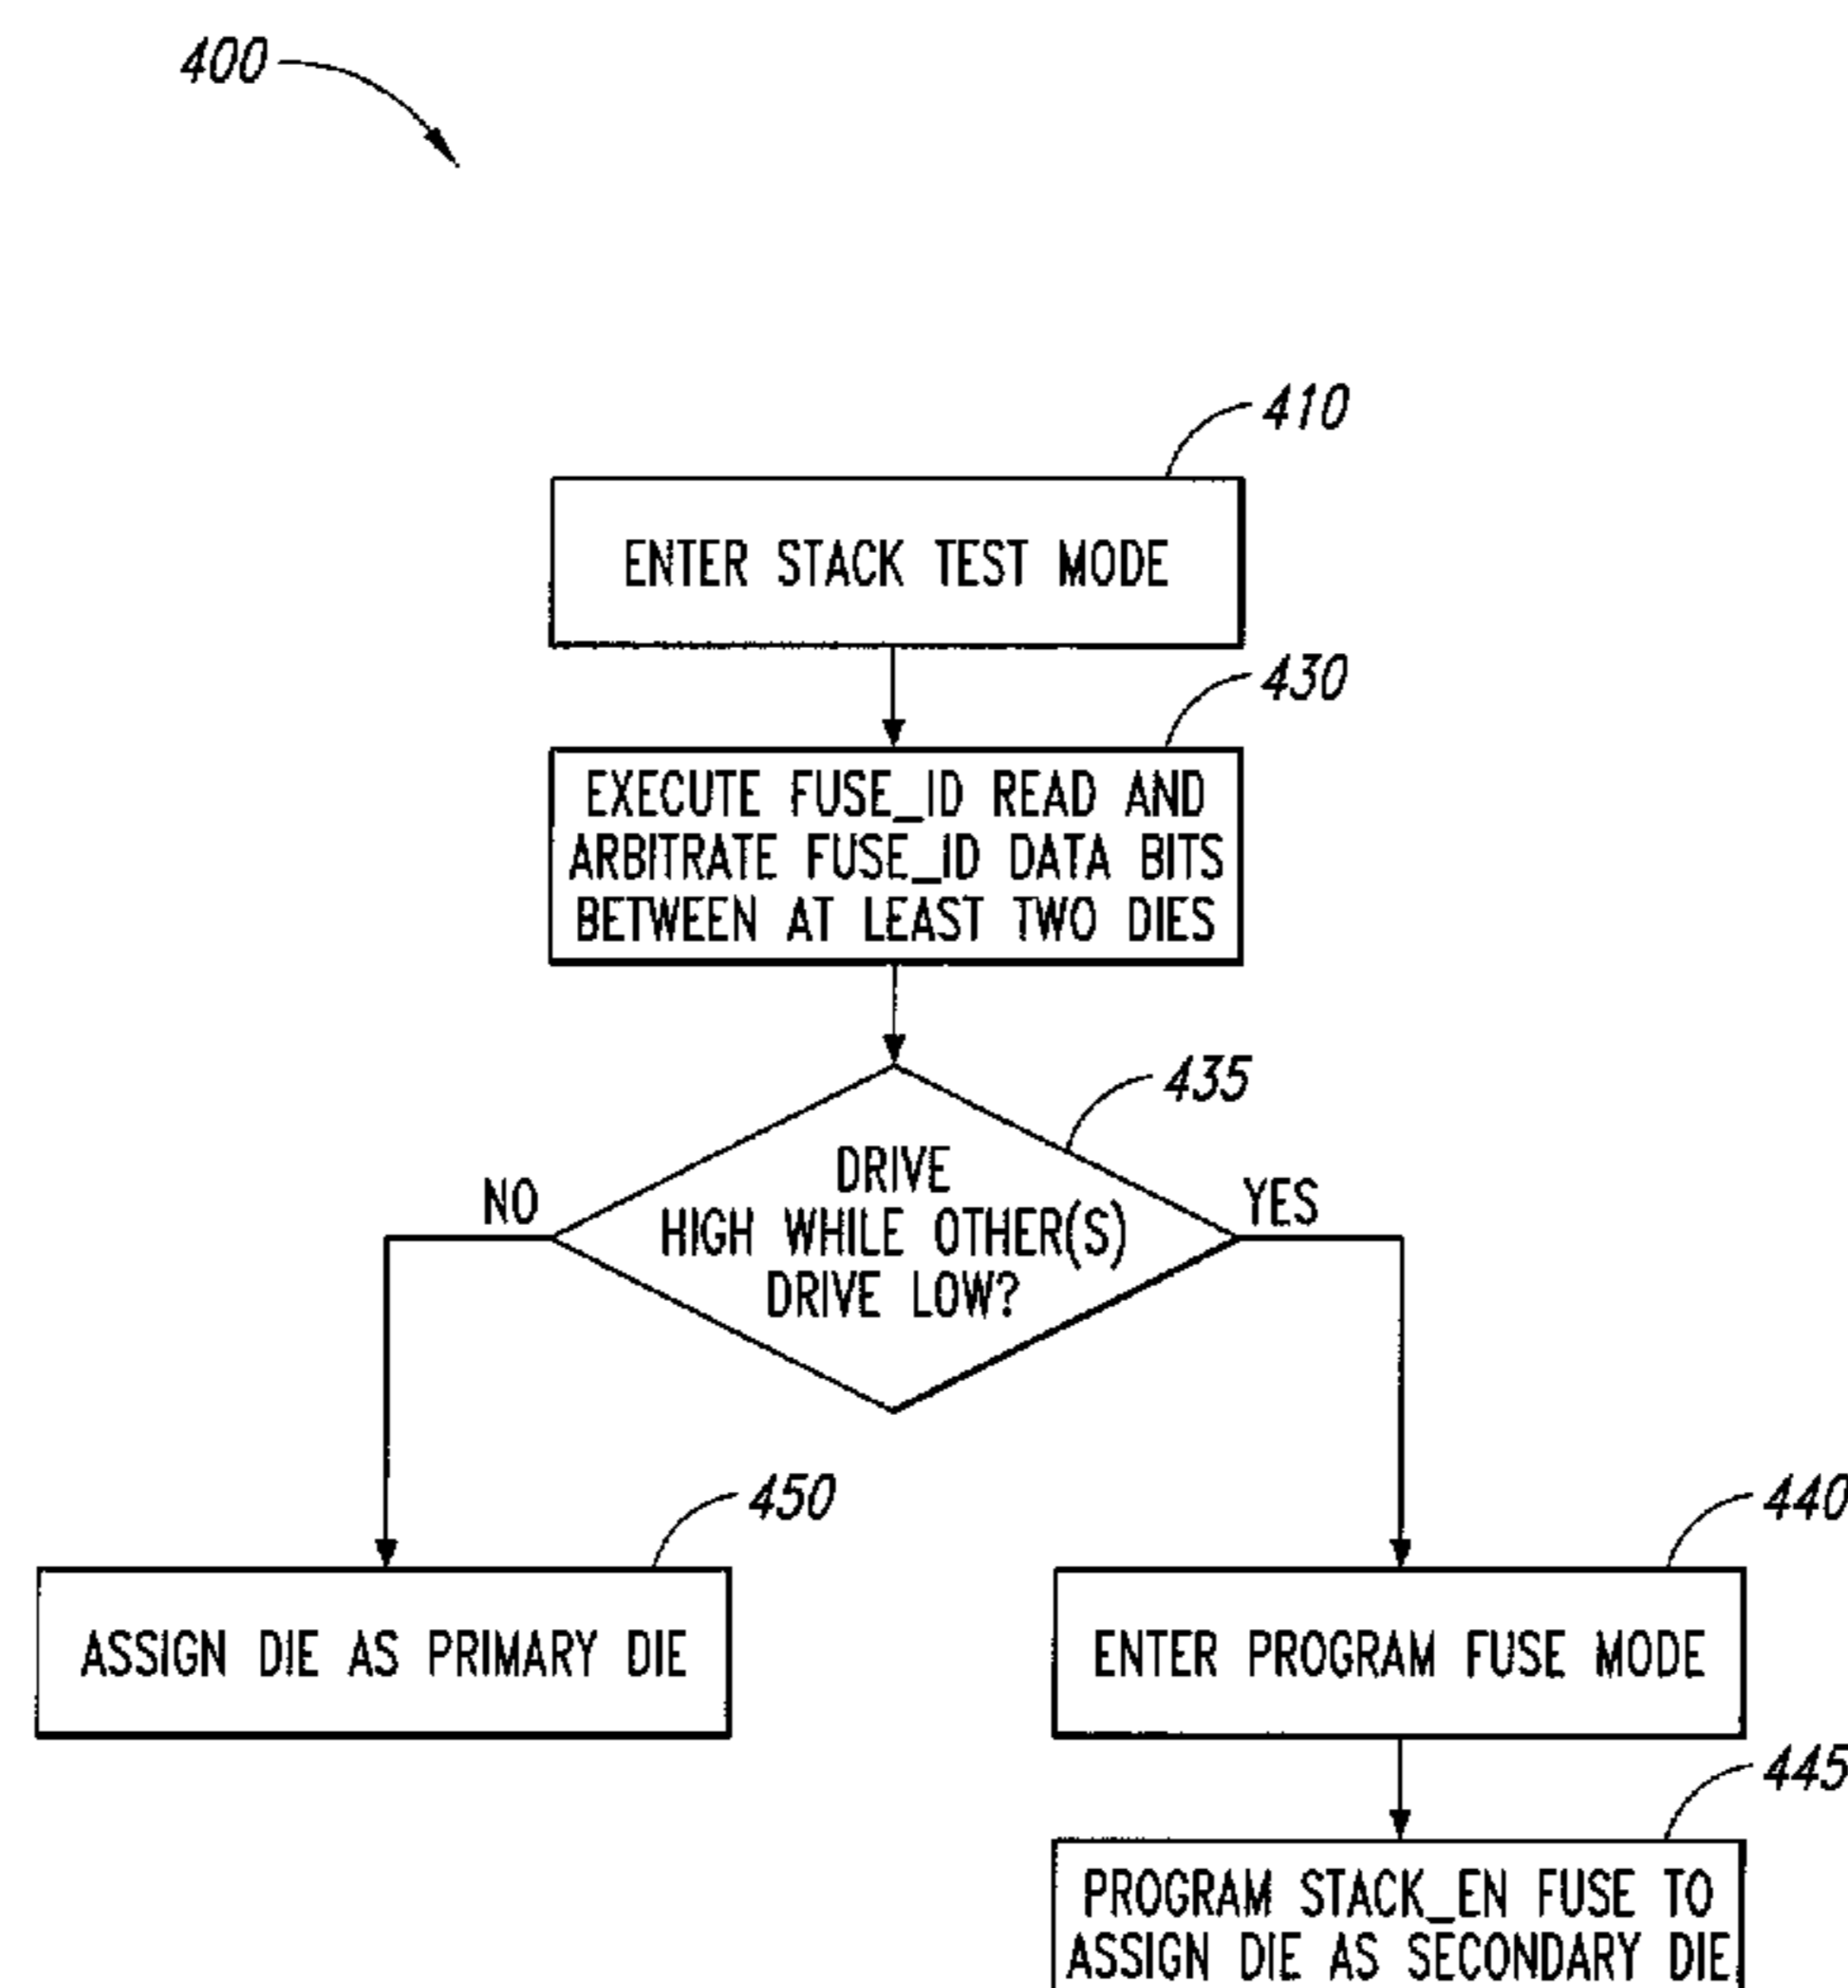 400
410
ENTER STACK TEST MODE
430
EXECUTE FUSE_ID READ AND
ARBITRATE FUSE_ID DATA BITS
BETWEEN AT LEAST TWO DIES
435
DRIVE
HIGH WHILE OTHER(S)
DRIVE LOW?
NO
YES
450
ASSIGN DIE AS PRIMARY DIE
440
ENTER PROGRAM FUSE MODE
445
PROGRAM STACK_EN FUSE TO
ASSIGN DIE AS SECONDARY DIE